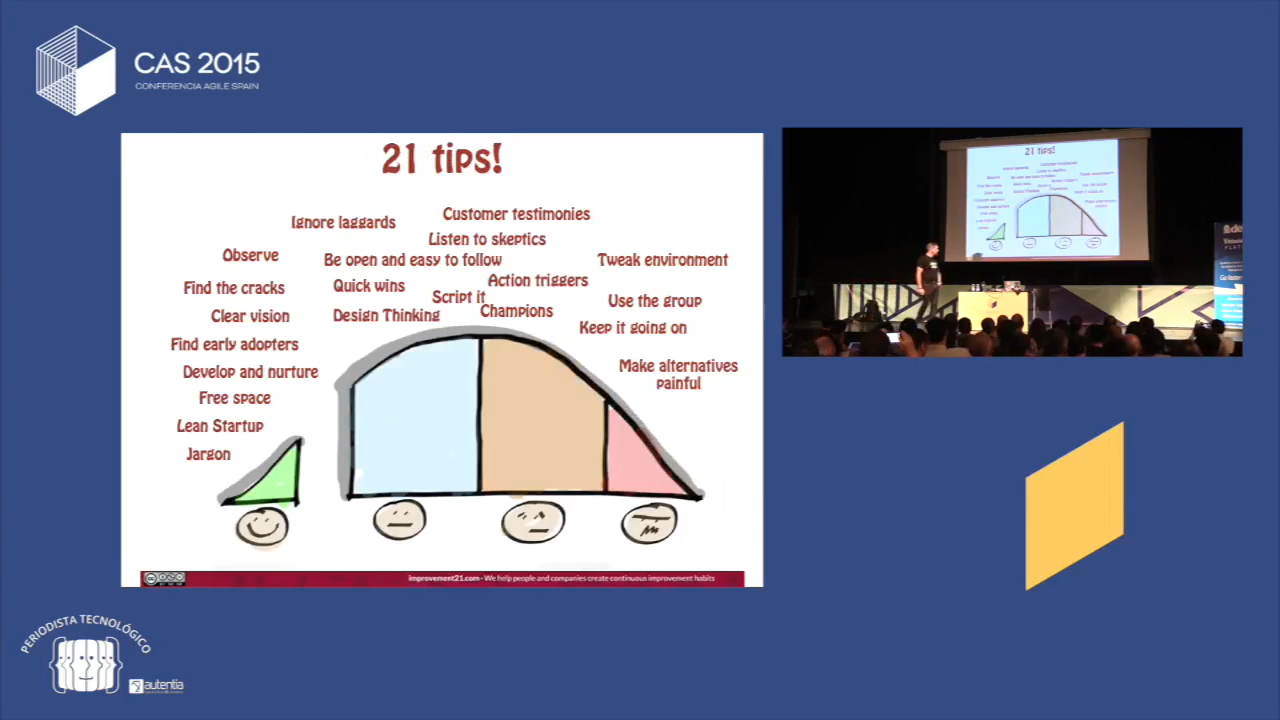 CAS 2015
CONFERENCIA AGILE SPAIN
21 tips!
Ignore laggards
Customer testimonies
Listen to skeptics
Observe
Be open and easy to follow
Tweak environment
Find the cracks
Quick wins
Action triggers
Script it
Use the group
Clear vision
Design Thinking
Champions
Keep it going on
Find early adopters
Make alternatives
painful
Develop and nurture
Free space
Lean Startup
Jargon
improvement21.com - We help people and companies create continuous improvement habits
21 tips!
PERIODISTA TECNOLÓGICO
autentia